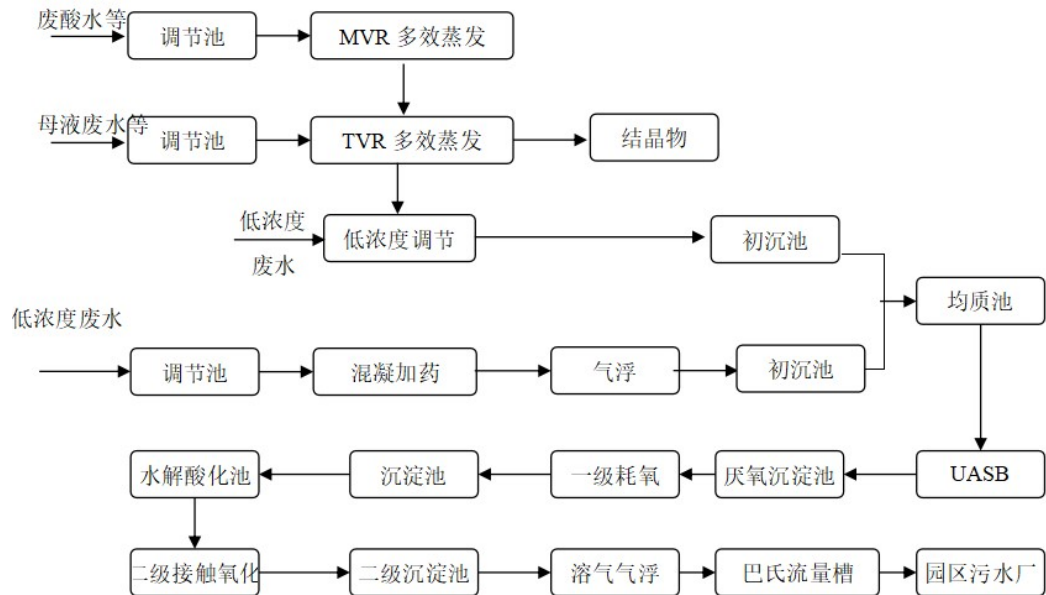 废酸水等
调节池
MVR 多效蒸发
母液废水等
调节池
TVR 多效蒸发
结晶物
低浓度
废水
低浓度调节
初沉池
均质池
低浓度废水
调节池
混凝加药
气浮
初沉池
水解酸化池
沉淀池
一级耗氧
厌氧沉淀池
UASB
二级接触氧化
二级沉淀池
溶气气浮
巴氏流量槽
园区污水厂